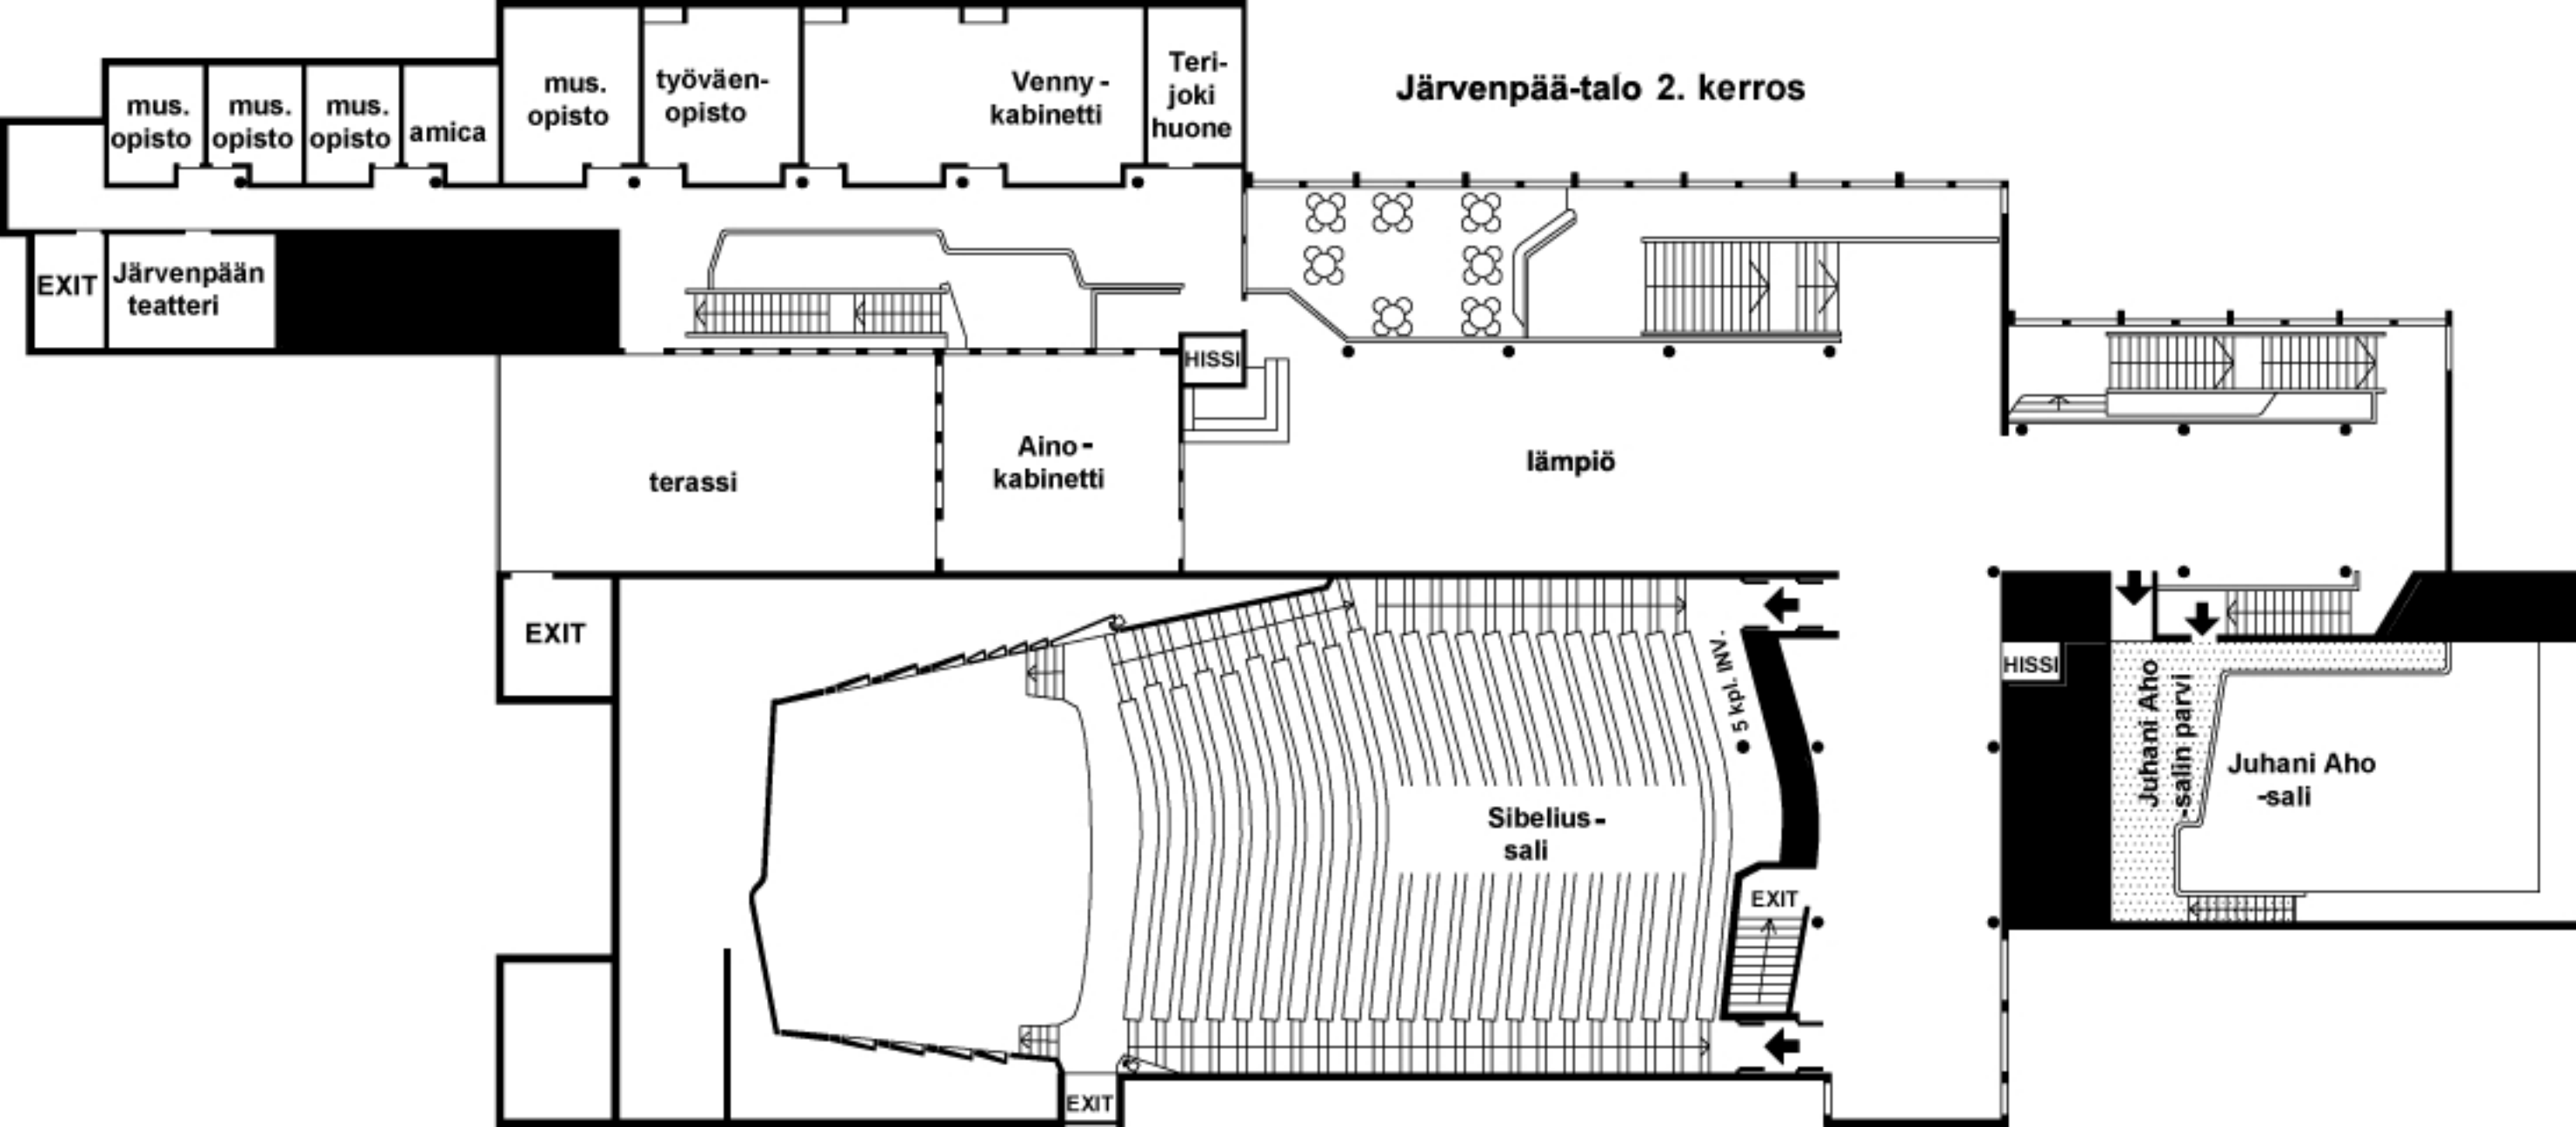 Järvenpää-talo 2. kerros
mus.
opisto
mus.
opisto
mus.
opisto
amica
mus.
opisto
työväen-
opisto
Venny-
kabinetti
Teri-
joki
huone
EXIT
Järvenpään
teatteri
HISSI
terassi
Aino-
kabinetti
lämpiö
EXIT
5 kpl. INV.
HISSI
Juhani Aho
-salin parvi
Juhani Aho
-sali
Sibelius-
sali
EXIT
EXIT